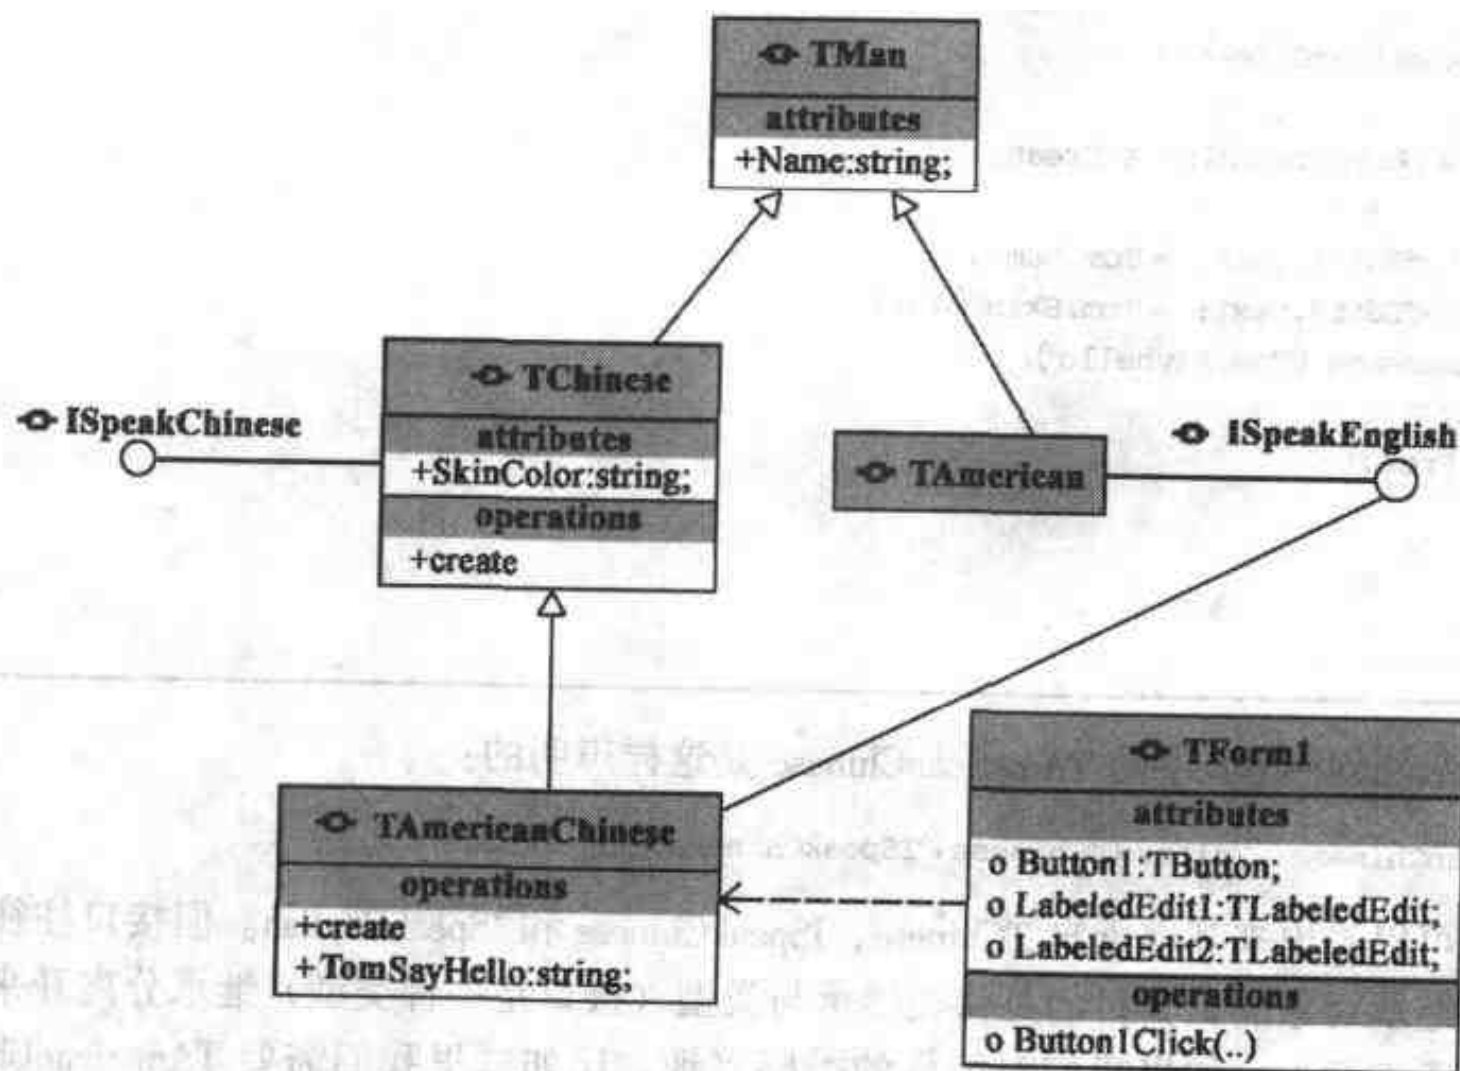 TMan
attributes
+Name:string;
TChinese
attributes
+SkinColor:string;
operations
+create
ISpeakChinese
TAmerican
ISpeakEnglish
TAmericanChinese
operations
+create
+TomSayHello:string;
TForm1
attributes
o Button1:TButton;
o LabeledEdit1:TLabeledEdit;
o LabeledEdit2:TLabeledEdit;
operations
o Button1Click(..)